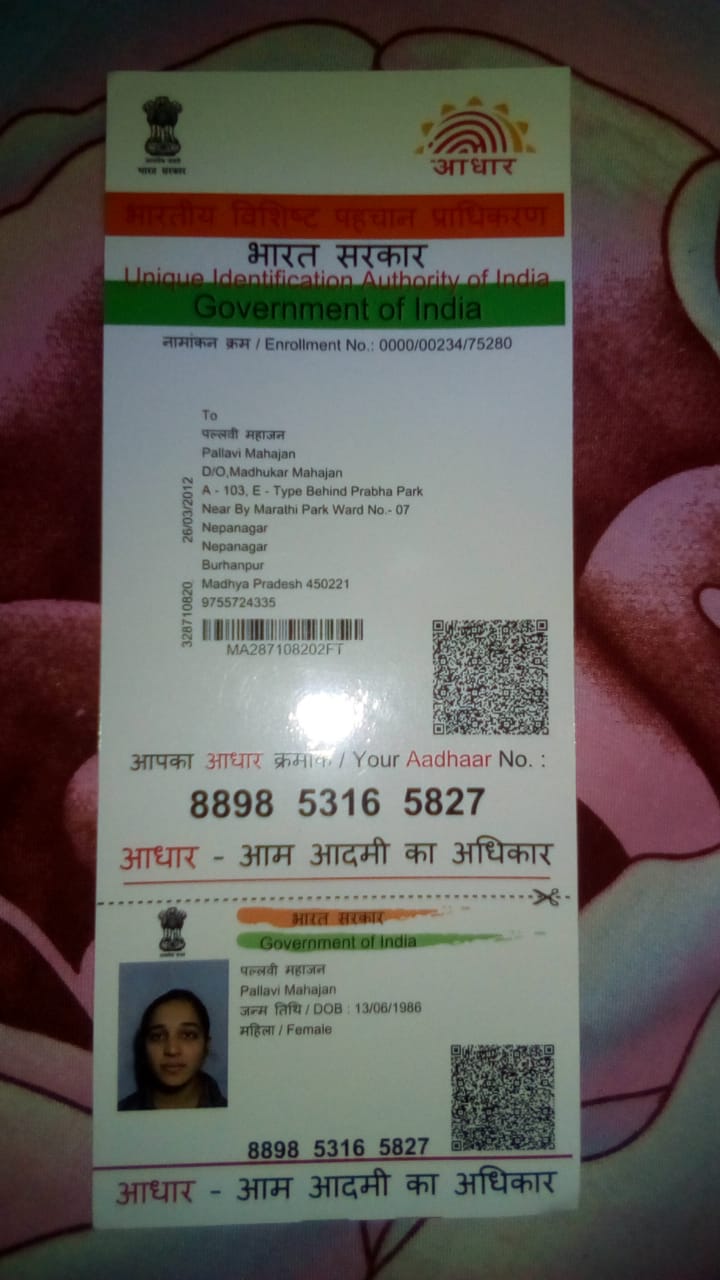 भारत सरकार
आधार
भारतीय विशिष्ट पहचान प्राधिकरण
भारत सरकार
Unique Identification Authority of India
Government of India
नामांकन क्रम / Enrollment No.: 0000/00234/75280
To
पल्लवी महाजन
Pallavi Mahajan
D/O,Madhukar Mahajan
A - 103, E - Type Behind Prabha Park
Near By Marathi Park Ward No.- 07
Nepanagar
Nepanagar
Burhanpur
Madhya Pradesh 450221
9755724335
26/03/2012
328710820
MA287108202FT
आपका आधार क्रमांक / Your Aadhaar No. :
8898 5316 5827
आधार - आम आदमी का अधिकार
भारत सरकार
Government of India
पल्लवी महाजन
Pallavi Mahajan
जन्म तिथि / DOB : 13/06/1986
महिला / Female
8898 5316 5827
आधार - आम आदमी का अधिकार